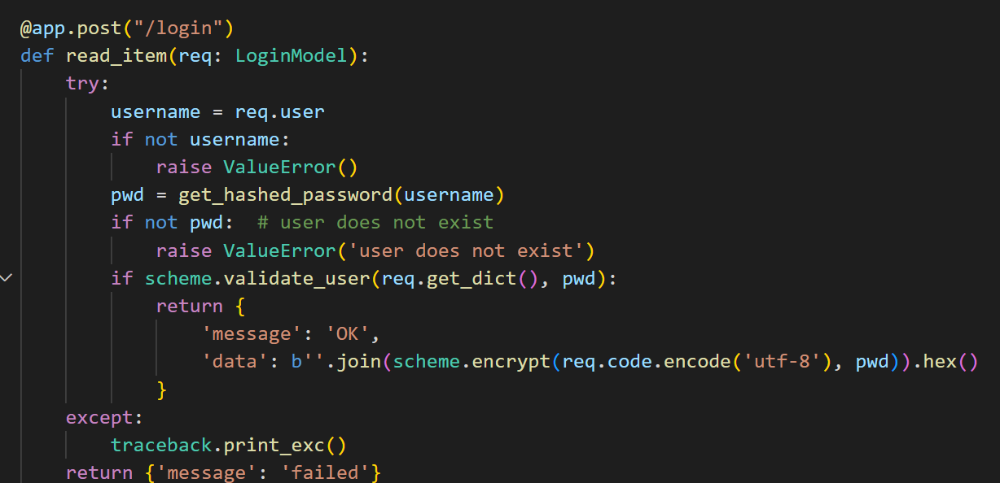 @app.post("/login")
def read_item(req: LoginModel):
    try:
        username = req.user
        if not username:
            raise ValueError()
        pwd = get_hashed_password(username)
        if not pwd:  # user does not exist
            raise ValueError('user does not exist')
        if scheme.validate_user(req.get_dict(), pwd):
            return {
                'message': 'OK',
                'data': b''.join(scheme.encrypt(req.code.encode('utf-8'), pwd)).hex()
            }
    except:
        traceback.print_exc()
    return {'message': 'failed'}